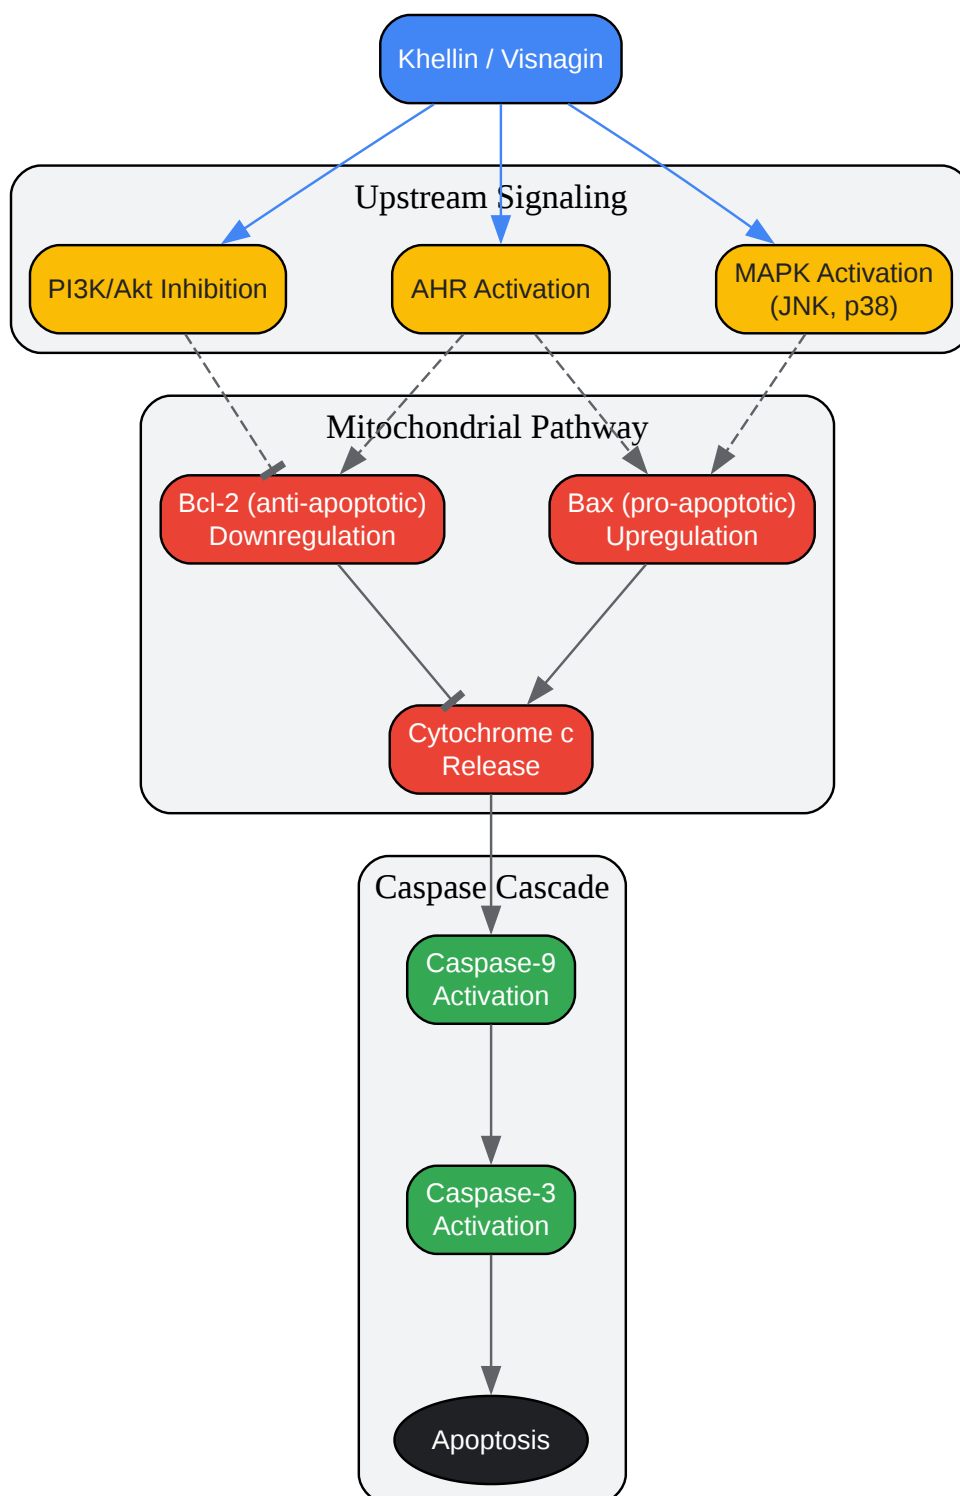 Khellin / Visnagin
Upstream Signaling
PI3K/Akt Inhibition
AHR Activation
MAPK Activation
(JNK, p38)
Mitochondrial Pathway
Bcl-2 (anti-apoptotic)
Downregulation
Bax (pro-apoptotic)
Upregulation
Cytochrome c
Release
Caspase Cascade
Caspase-9
Activation
Caspase-3
Activation
Apoptosis